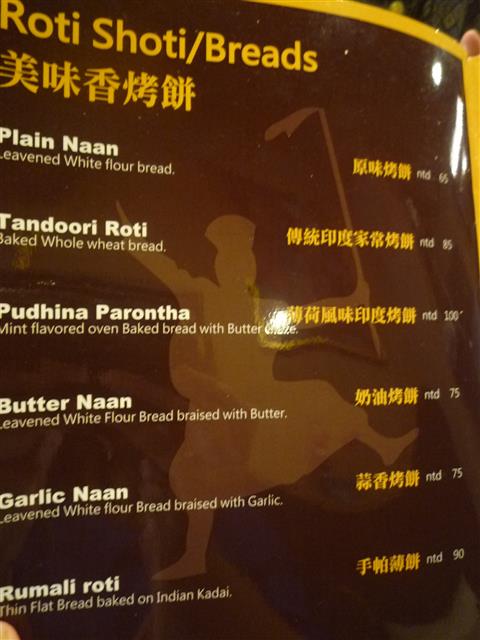 Roti Shoti/Breads
美味香烤餅
Plain Naan
Leavened White flour bread.
原味烤餅 ntd 65
Tandoori Roti
Baked Whole wheat bread.
傳統印度家常烤餅 ntd 85
Pudhina Parontha
Mint flavored oven Baked bread with Butter
薄荷風味印度烤餅 ntd 100
Butter Naan
Leavened White Flour Bread braised with Butter.
奶油烤餅 ntd 75
Garlic Naan
Leavened White flour Bread braised with Garlic.
蒜香烤餅 ntd 75
Rumali roti
Thin Flat Bread baked on Indian Kadai.
手帕薄餅 ntd 90